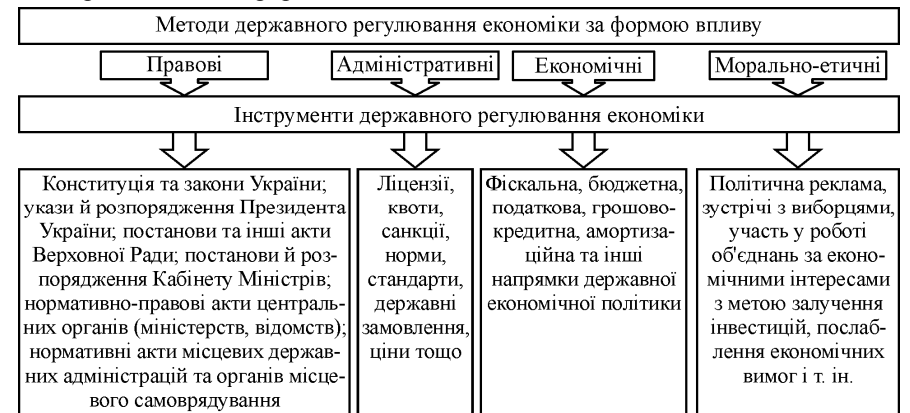 Методи державного регулювання економіки за формою впливу
Правові
Адміністративні
Економічні
Морально-етичні
Інструменти державного регулювання економіки
Конституція та закони України;
укази й розпорядження Президента
України; постанови та інші акти
Верховної Ради; постанови й роз-
порядження Кабінету Міністрів;
нормативно-правові акти централь-
них органів (міністерств, відомств);
нормативні акти місцевих держав-
них адміністрацій та органів місце-
вого самоврядування
Ліцензії,
квоти,
санкції,
норми,
стандарти,
державні
замовлення,
ціни тощо
Фіскальна, бюджетна,
податкова, грошово-
кредитна, амортиза-
ційна та інші
напрямки державної
економічної політики
Політична реклама,
зустрічі з виборцями,
участь у роботі
об'єднань за еконо-
мічними інтересами
з метою залучення
інвестицій, послаб-
лення економічних
вимог і т. ін.